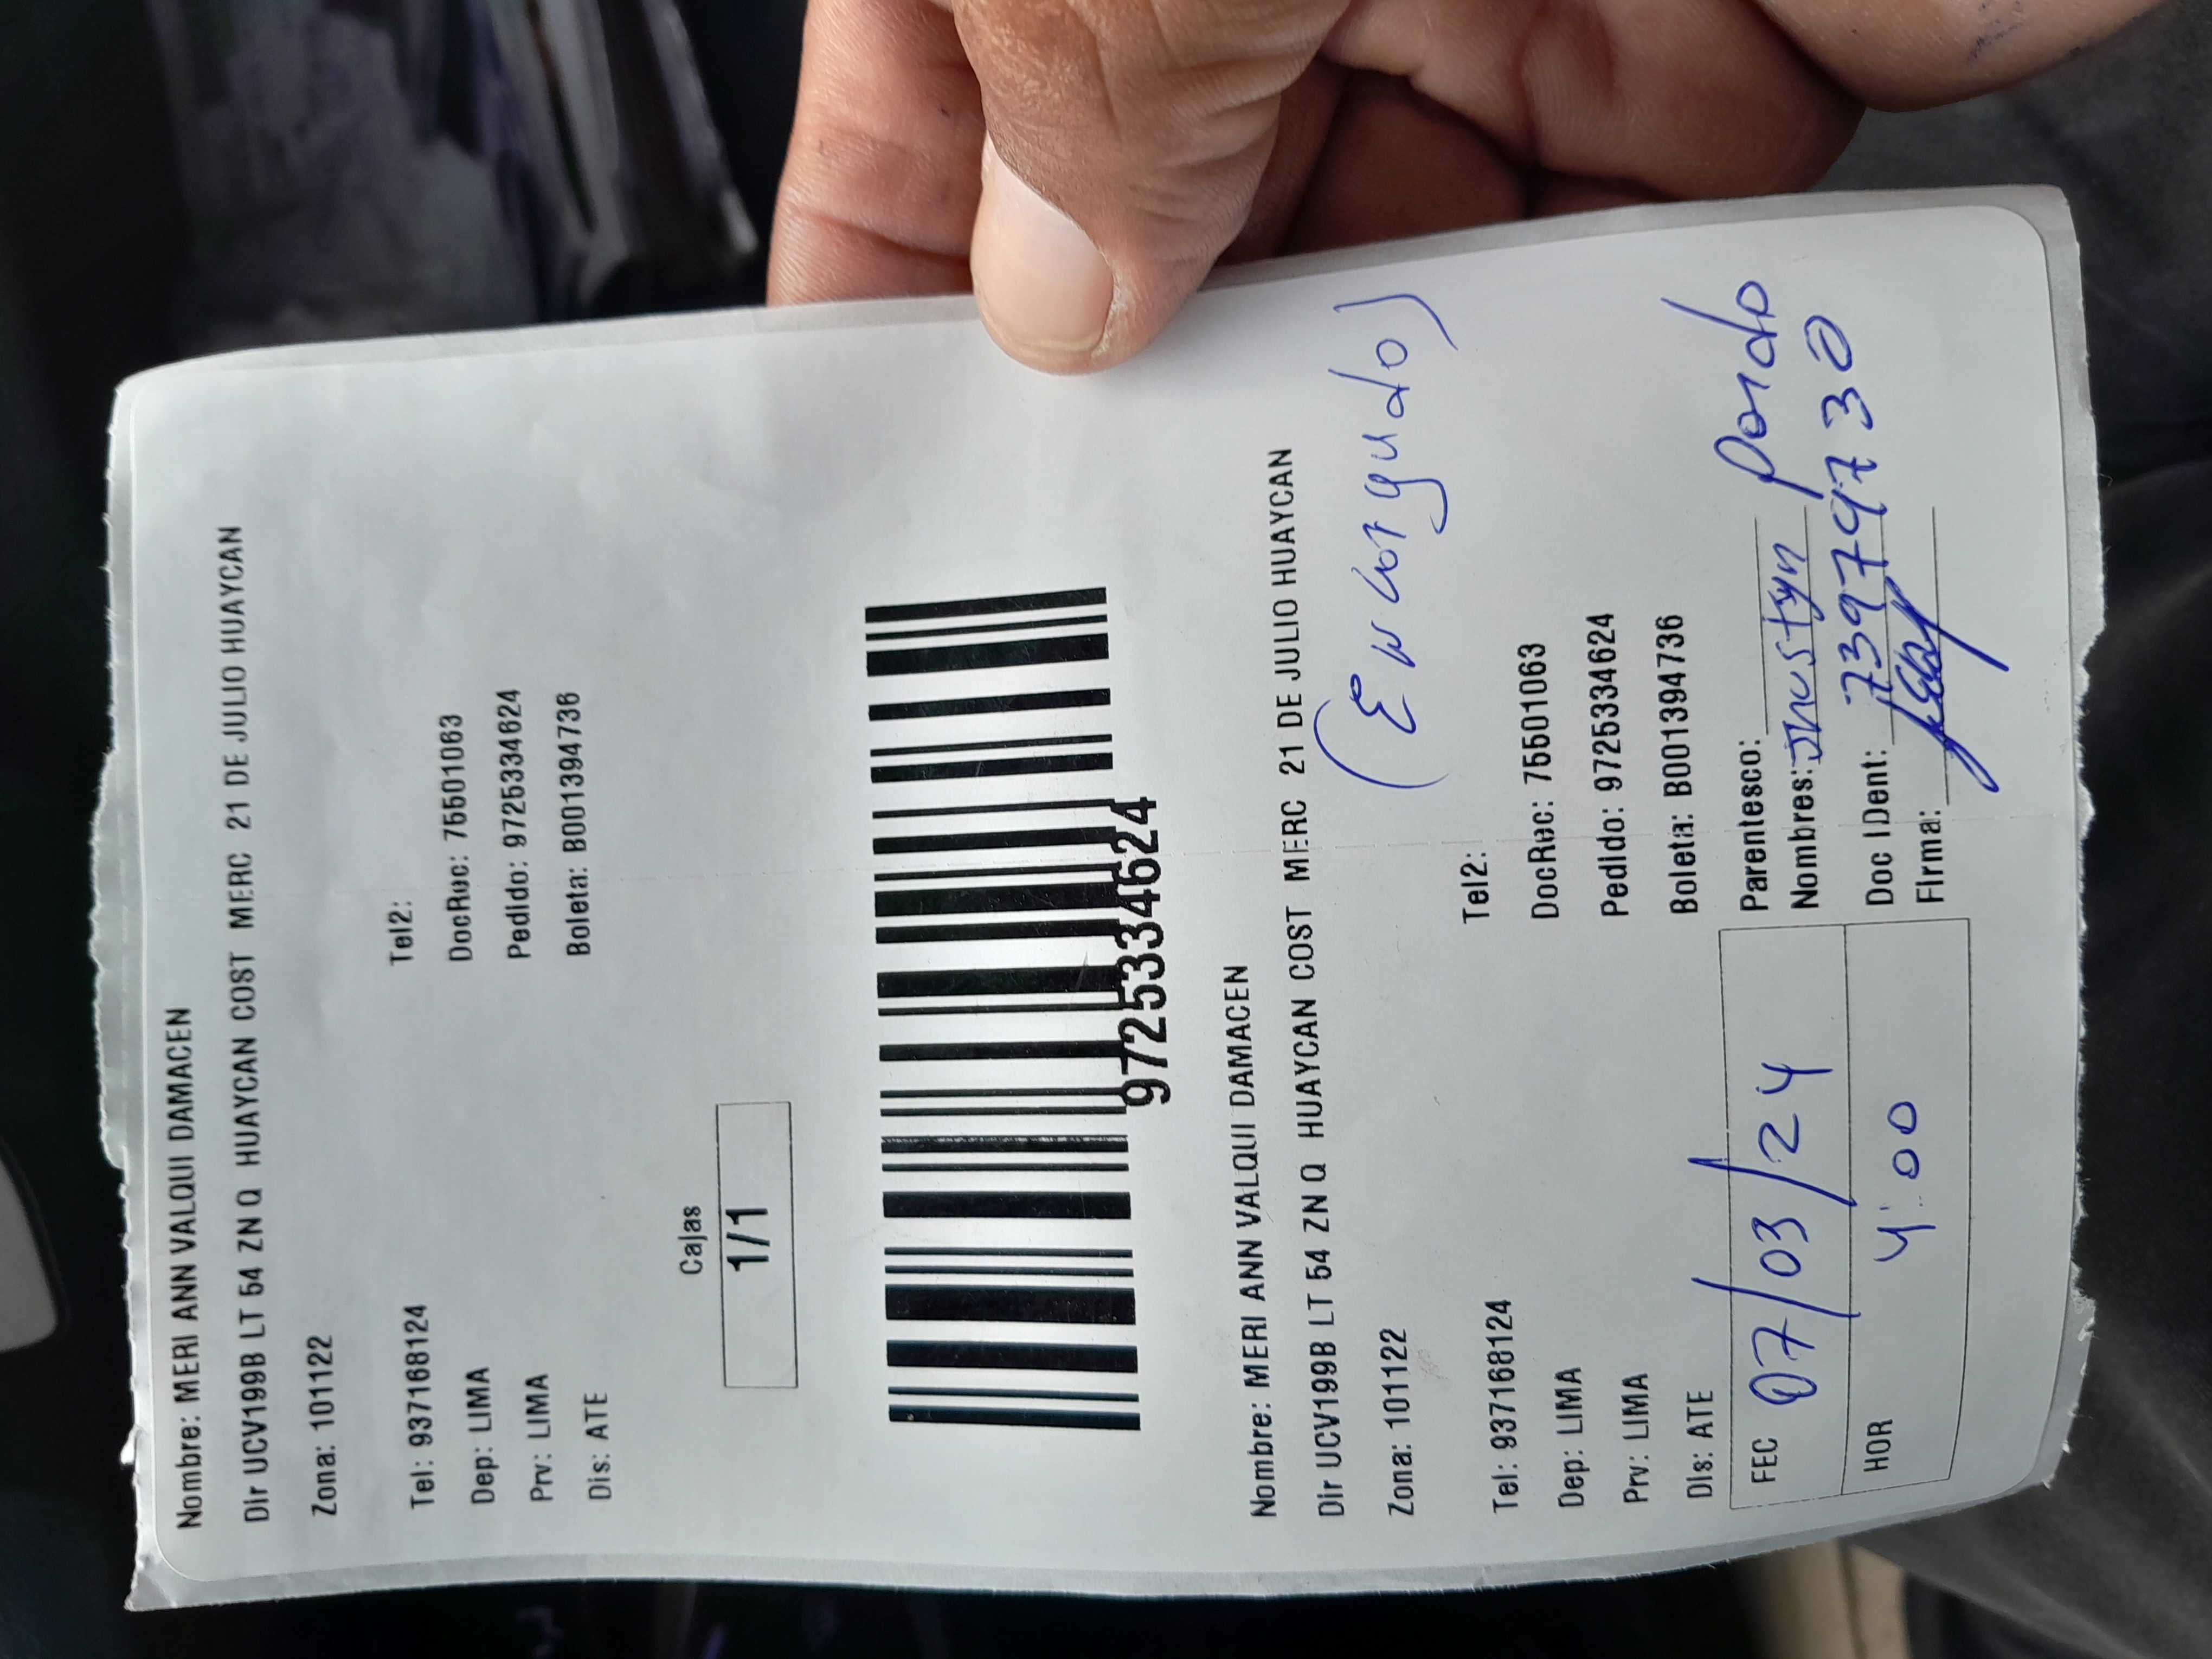 Nombre: MERI ANN VALQUI DAMACEN
Dir UCV199B LT 54 ZN Q HUAYCAN COST MERC 21 DE JULIO HUAYCAN
Zona: 101122
Tel: 937168124 Tel2:
Dep: LIMA DocRec: 75501063
Prv: LIMA Pedido: 9725334624
Dis: ATE Boleta: B001394736
Cajas
1/1
9725334624
Nombre: MERI ANN VALQUI DAMACEN
Dir UCV199B LT 54 ZN Q HUAYCAN COST MERC 21 DE JULIO HUAYCAN
Zona: 101122
(Encargado)
Tel: 937168124 Tel2:
Dep: LIMA DocRec: 75501063
Prv: LIMA Pedido: 9725334624
Dis: ATE Boleta: B001394736
FEC 07/03/24 Parentesco:
Nombres: Jhustyn
HOR 4:00 Doc IDent:
Firma: